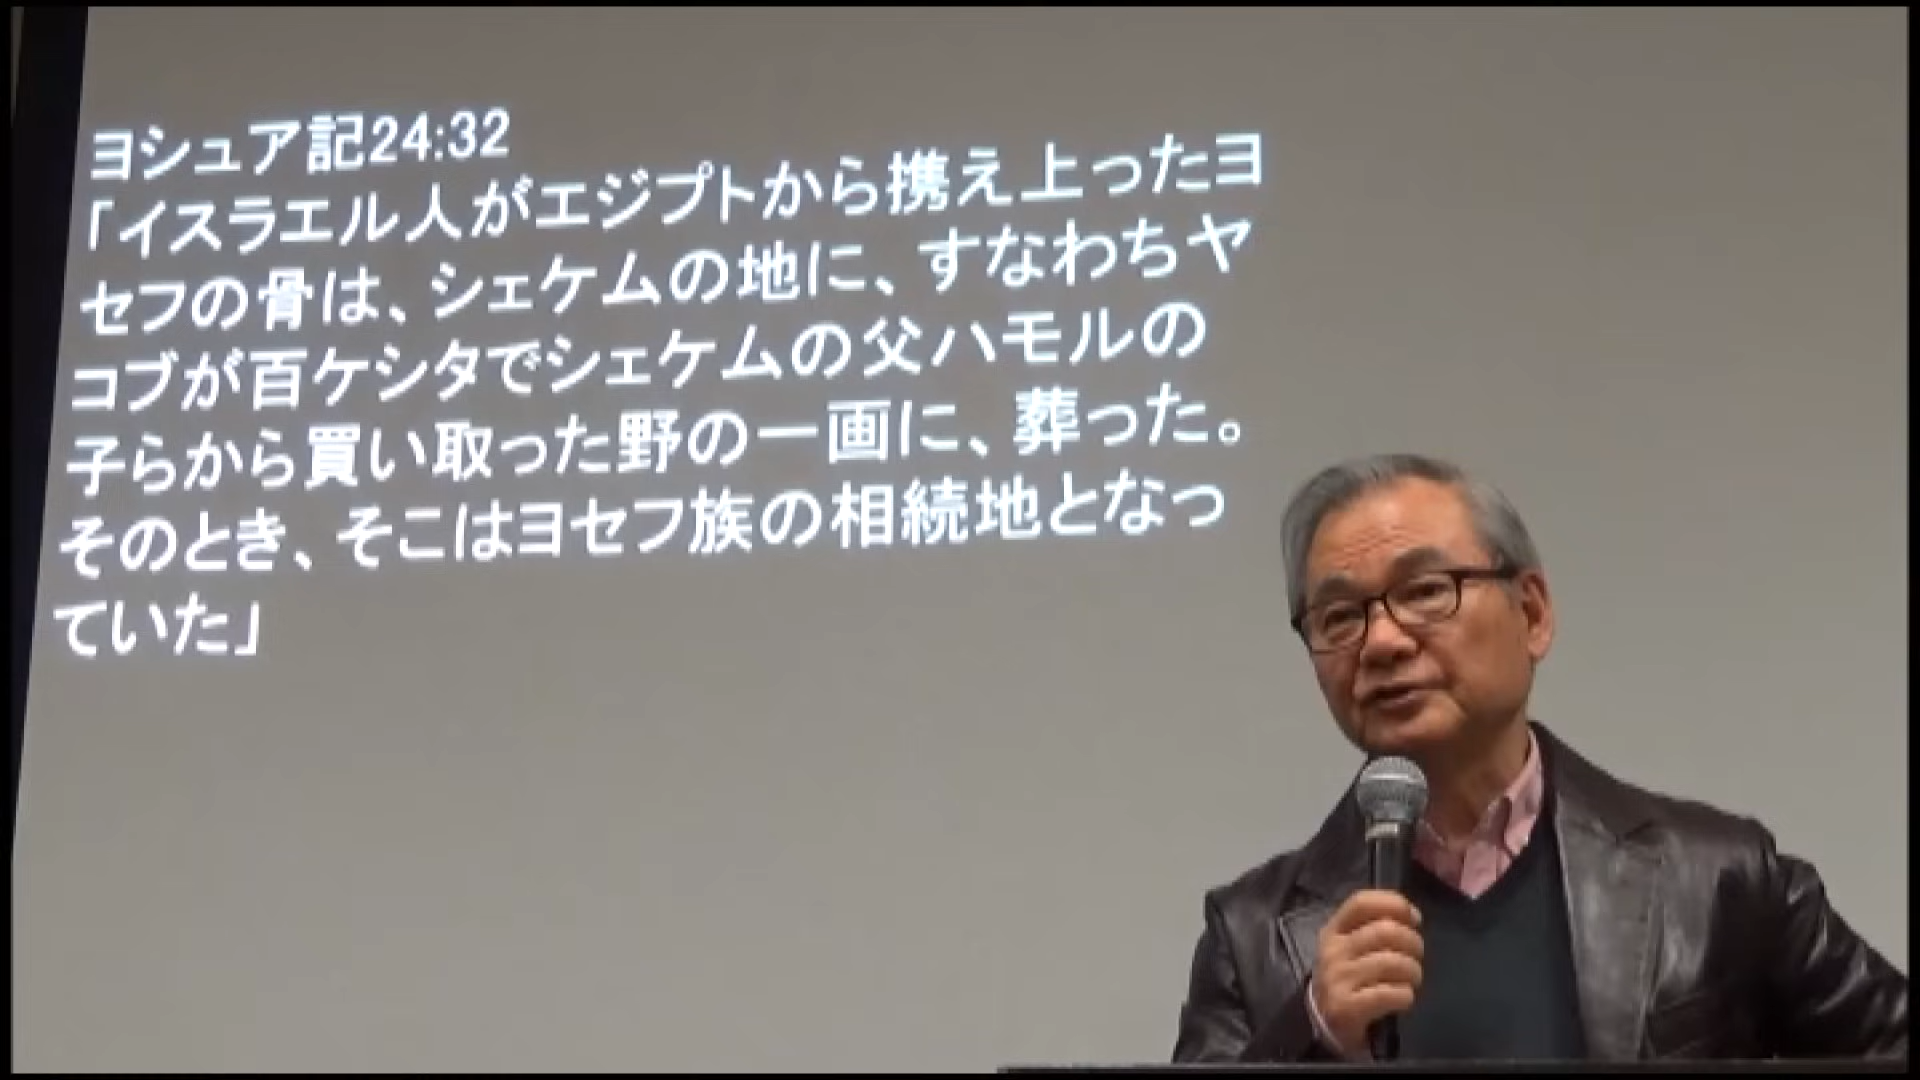 ヨシュア記24:32
「イスラエル人がエジプトから携え上ったヨ
セフの骨は、シェケムの地に、すなわちヤ
コブが百ケシタでシェケムの父ハモルの
子らから買い取った野の一画に、葬った。
そのとき、そこはヨセフ族の相続地となっ
ていた」